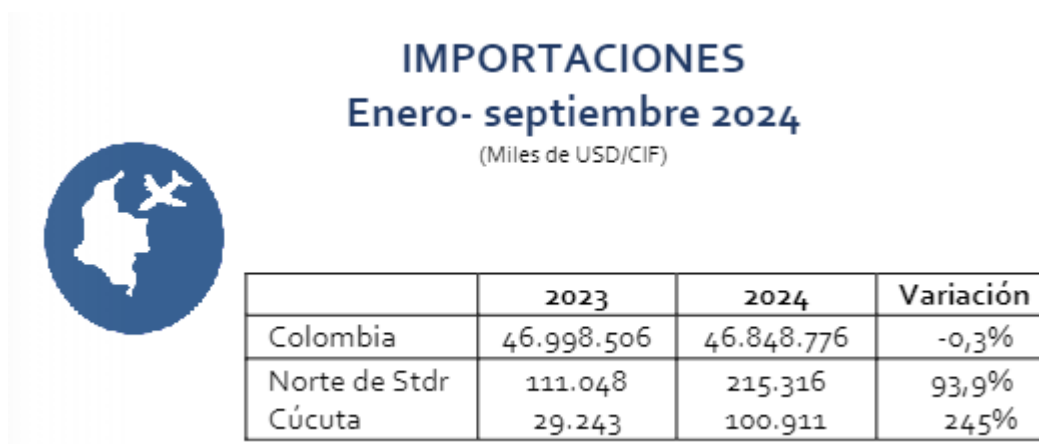 IMPORTACIONES
Enero- septiembre 2024
(Miles de USD/CIF)
2023 2024 Variación
Colombia 46.998.506 46.848.776 -0,3%
Norte de Stdr 111.048 215.316 93,9%
Cúcuta 29.243 100.911 245%